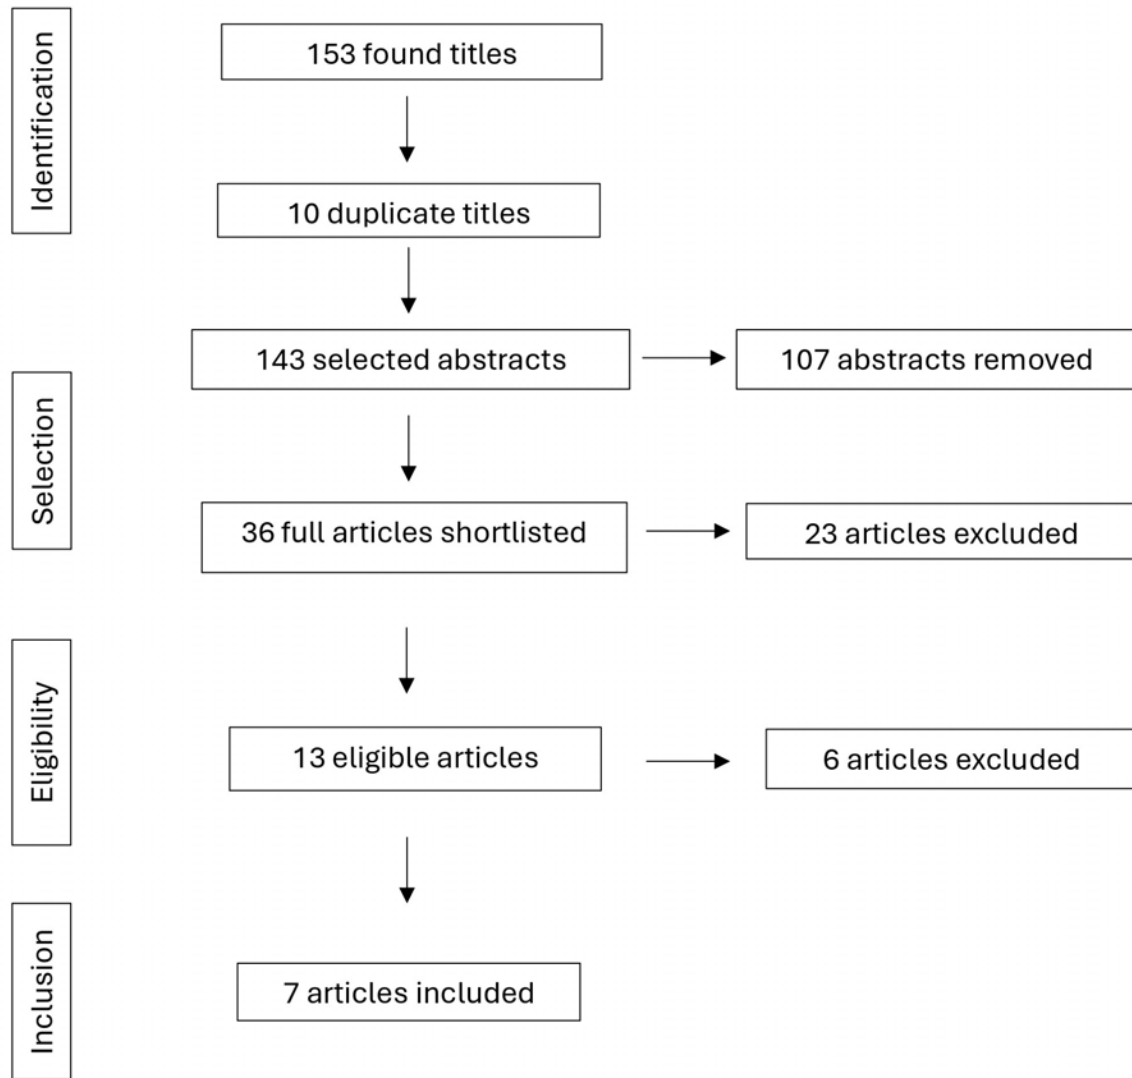 Identification
153 found titles
10 duplicate titles
143 selected abstracts
107 abstracts removed
Selection
36 full articles shortlisted
23 articles excluded
Eligibility
13 eligible articles
6 articles excluded
Inclusion
7 articles included